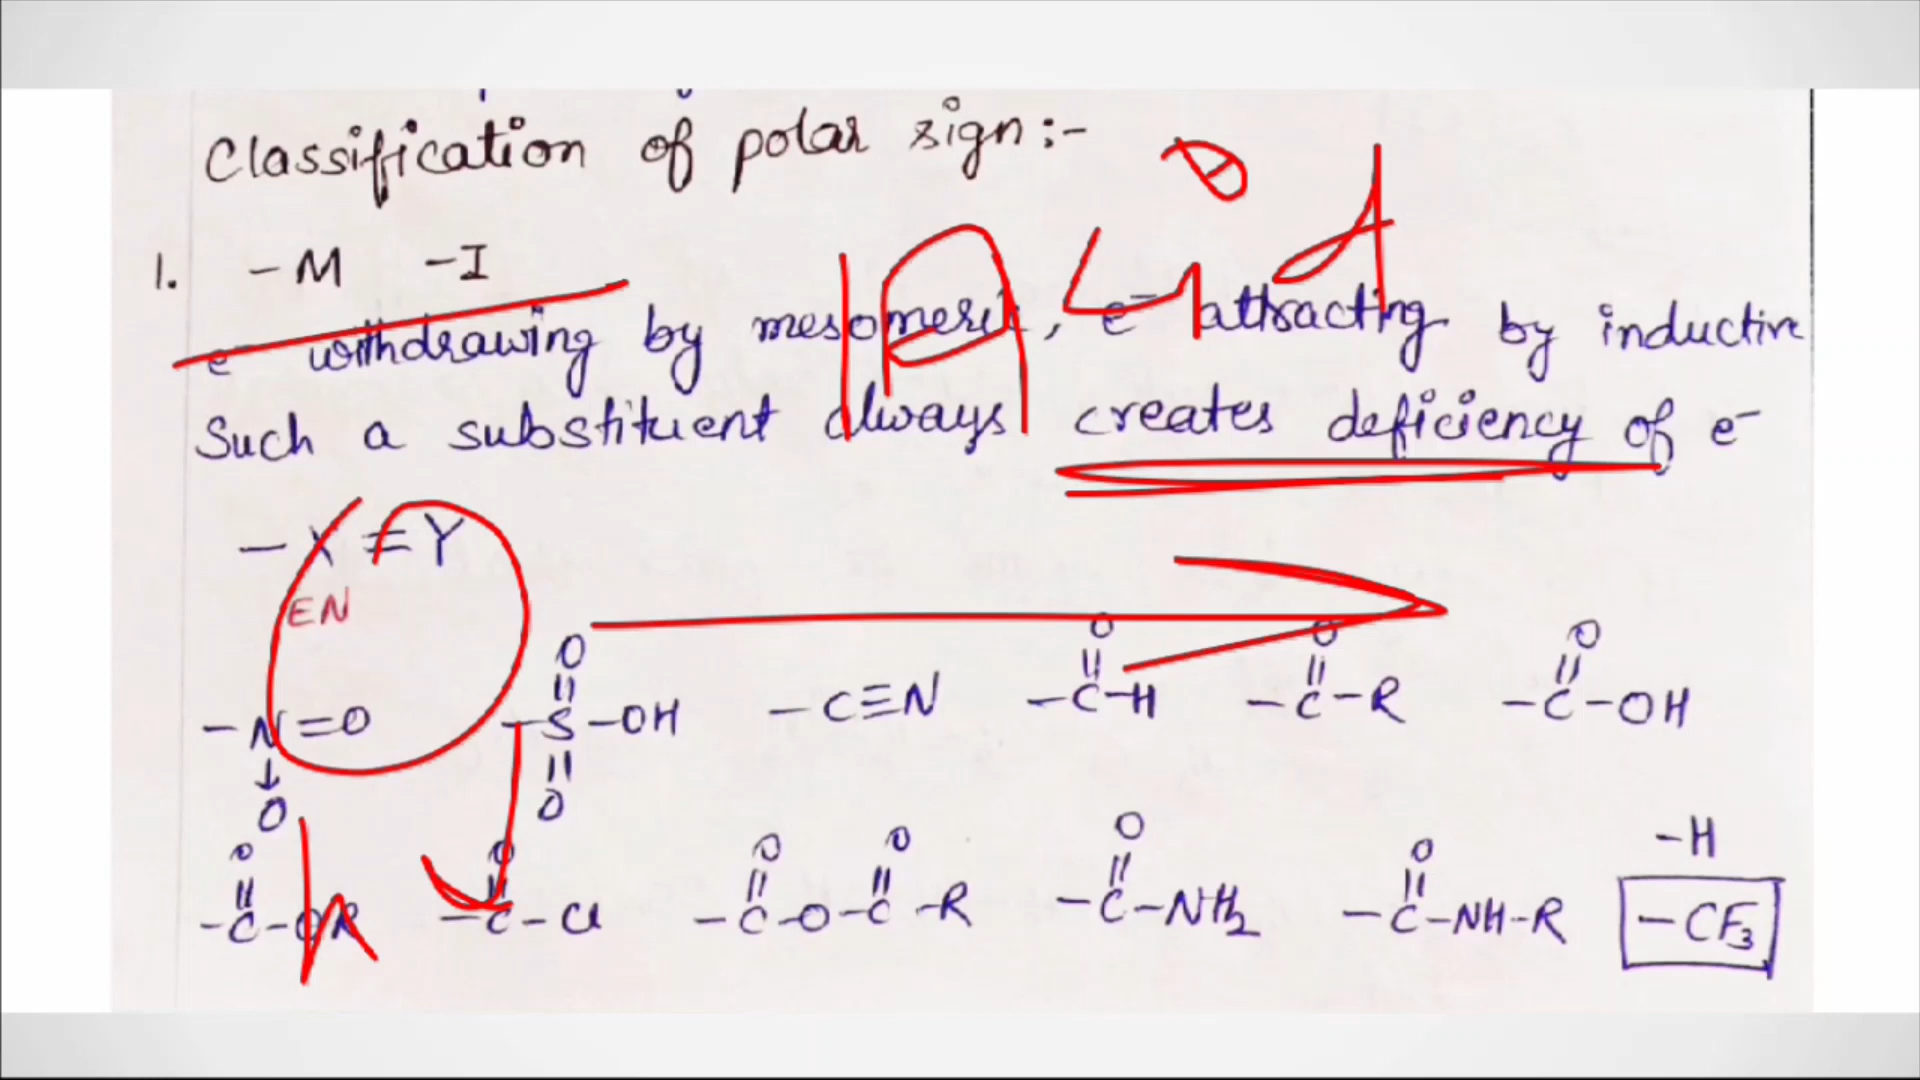 Classification of polar sign:-
1. -M -I
e⁻ withdrawing by mesomeric, e⁻ attracting by inductive
Such a substituent always creates deficiency of e⁻
-X=Y
EN
-N(→O)=O -S(=O)(=O)-OH -C≡N -C(=O)-H -C(=O)-R -C(=O)-OH
-C(=O)-OR -C(=O)-Cl -C(=O)-O-C(=O)-R -C(=O)-NH₂ -C(=O)-NH-R -H
-CF₃